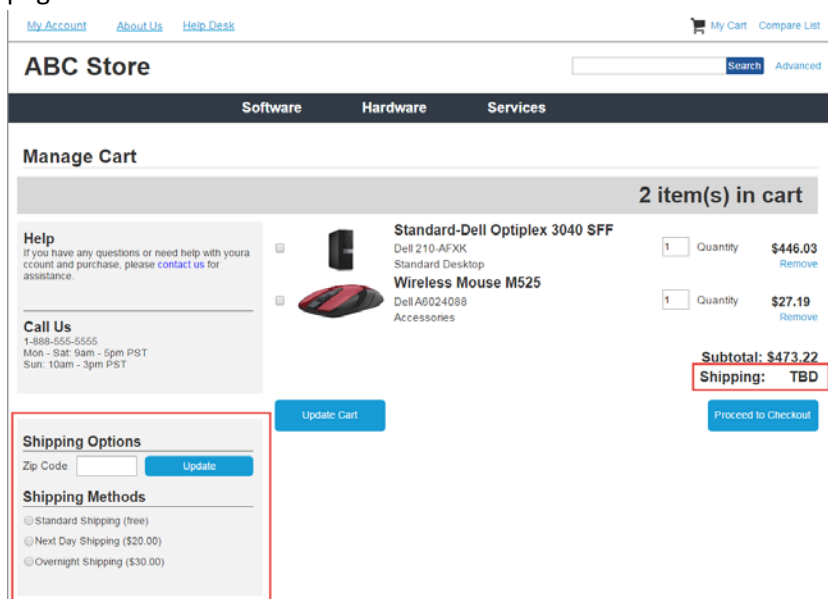 My Account About Us Help Desk My Cart Compare List
ABC Store Search Advanced
Software Hardware Services
Manage Cart
2 item(s) in cart
Help
If you have any questions or need help with youra
ccount and purchase, please contact us for
assistance.
Call Us
1-888-555-5555
Mon - Sat: 9am - 5pm PST
Sun: 10am - 3pm PST
Standard-Dell Optiplex 3040 SFF
Dell 210-AFXK 1 Quantity $446.03
Standard Desktop Remove
Wireless Mouse M525
Dell A6024088 1 Quantity $27.19
Accessories Remove
Subtotal: $473.22
Shipping: TBD
Update Cart Proceed to Checkout
Shipping Options
Zip Code Update
Shipping Methods
Standard Shipping (free)
Next Day Shipping ($20.00)
Overnight Shipping ($30.00)